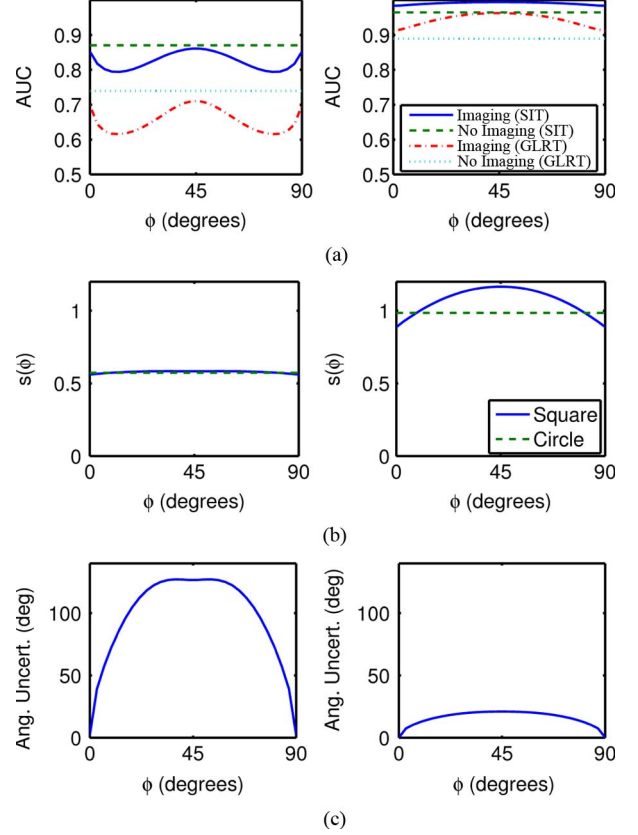 AUC
0.9
0.8
0.7
0.6
0.5
0 45 90
ϕ (degrees)
AUC
0.9
0.8
0.7
0.6
0.5
Imaging (SIT)
No Imaging (SIT)
Imaging (GLRT)
No Imaging (GLRT)
0 45 90
ϕ (degrees)
(a)
s(ϕ)
1
0.5
0
0 45 90
ϕ (degrees)
s(ϕ)
1
0.5
0
Square
Circle
0 45 90
ϕ (degrees)
(b)
Ang. Uncert. (deg)
100
50
0
0 45 90
ϕ (degrees)
Ang. Uncert. (deg)
100
50
0
0 45 90
ϕ (degrees)
(c)